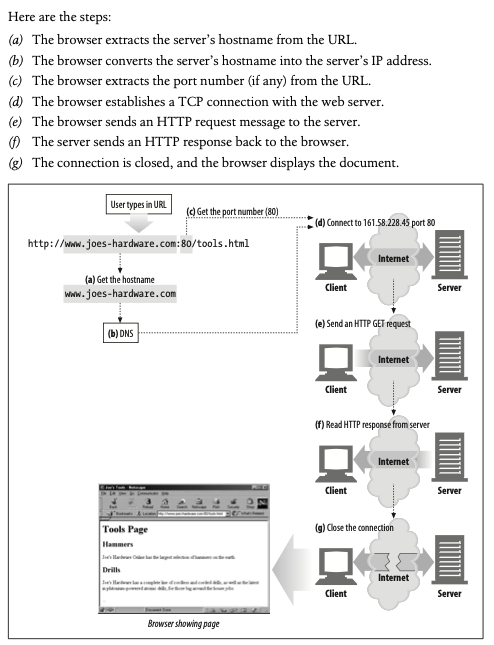 Here are the steps:
(a) The browser extracts the server's hostname from the URL.
(b) The browser converts the server's hostname into the server's IP address.
(c) The browser extracts the port number (if any) from the URL.
(d) The browser establishes a TCP connection with the web server.
(e) The browser sends an HTTP request message to the server.
(f) The server sends an HTTP response back to the browser.
(g) The connection is closed, and the browser displays the document.
User types in URL
(c) Get the port number (80)
http://www.joes-hardware.com:80/tools.html
(a) Get the hostname
www.joes-hardware.com
(b) DNS
(d) Connect to 161.58.228.45 port 80
Internet
Client
Server
(e) Send an HTTP GET request
Internet
Client
Server
(f) Read HTTP response from server
Internet
Client
Server
(g) Close the connection
Internet
Client
Server
Joe's Tools - Netscape
Tools Page
Hammers
Joe's Hardware Online has the largest selection of hammers on the earth.
Drills
Joe's Hardware has a complete line of cordless and corded drills, as well as the latest
in plutonium-powered atomic drills, for those big around the house jobs.
Browser showing page